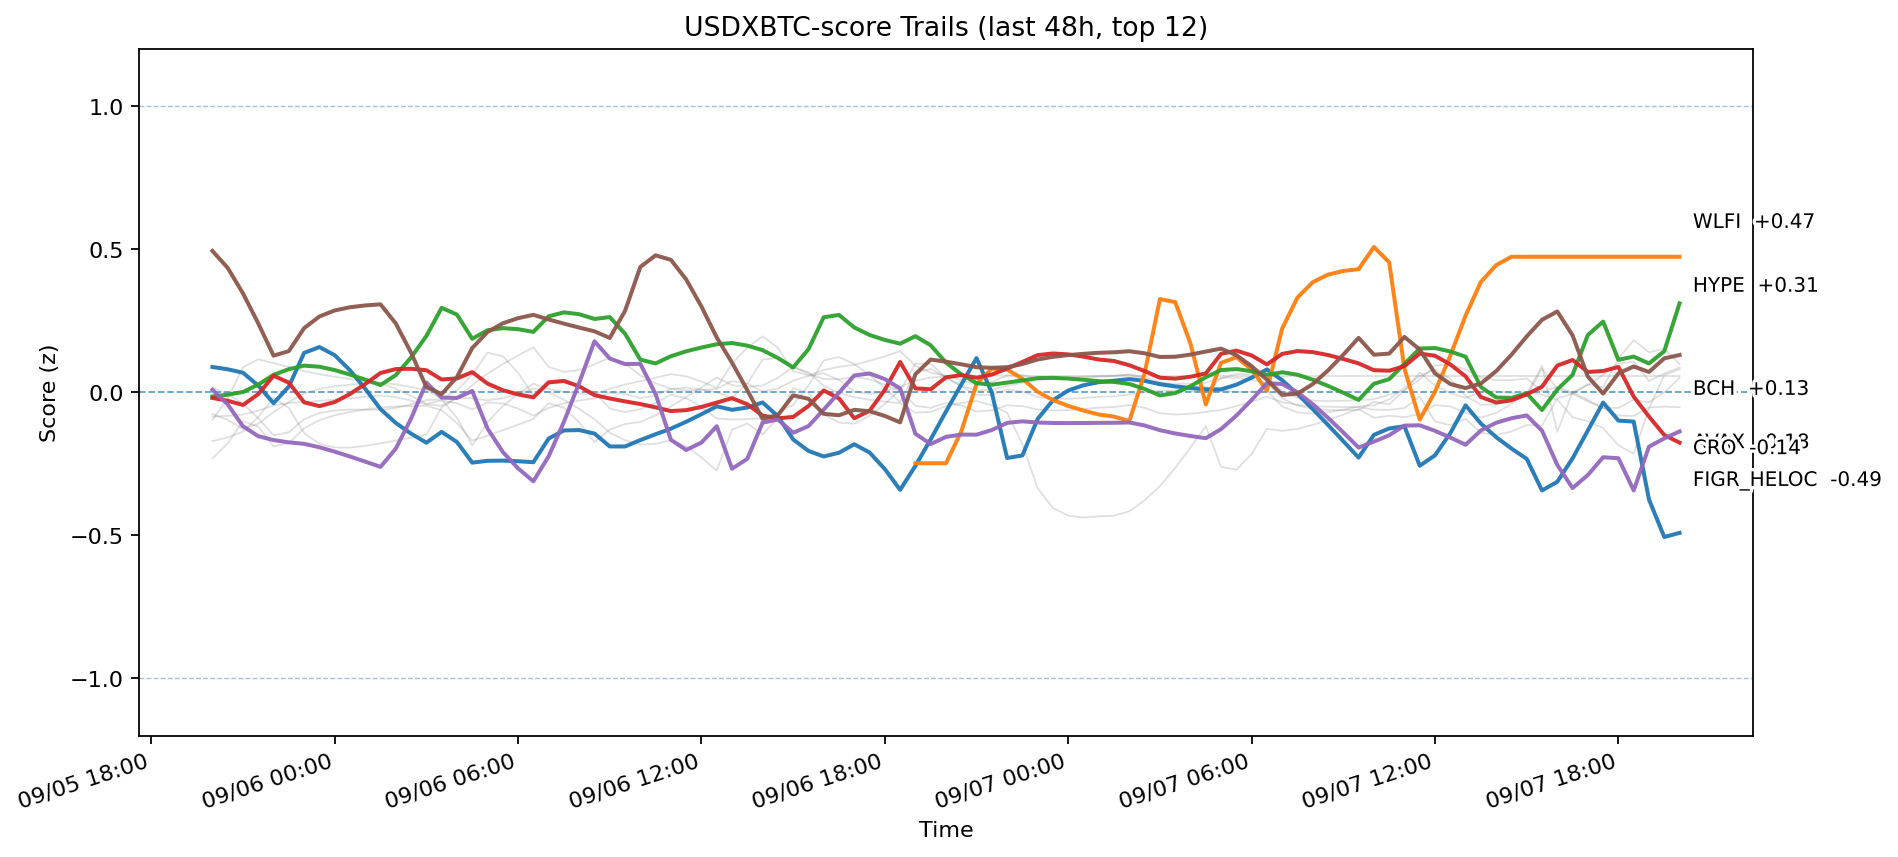 USDXBTC-score Trails (last 48h, top 12)
1.0
0.5
0.0
−0.5
−1.0
Score (z)
WLFI +0.47
HYPE +0.31
BCH +0.13
CRO -0.14
FIGR_HELOC -0.49
09/05 18:00
09/06 00:00
09/06 06:00
09/06 12:00
09/06 18:00
09/07 00:00
09/07 06:00
09/07 12:00
09/07 18:00
Time